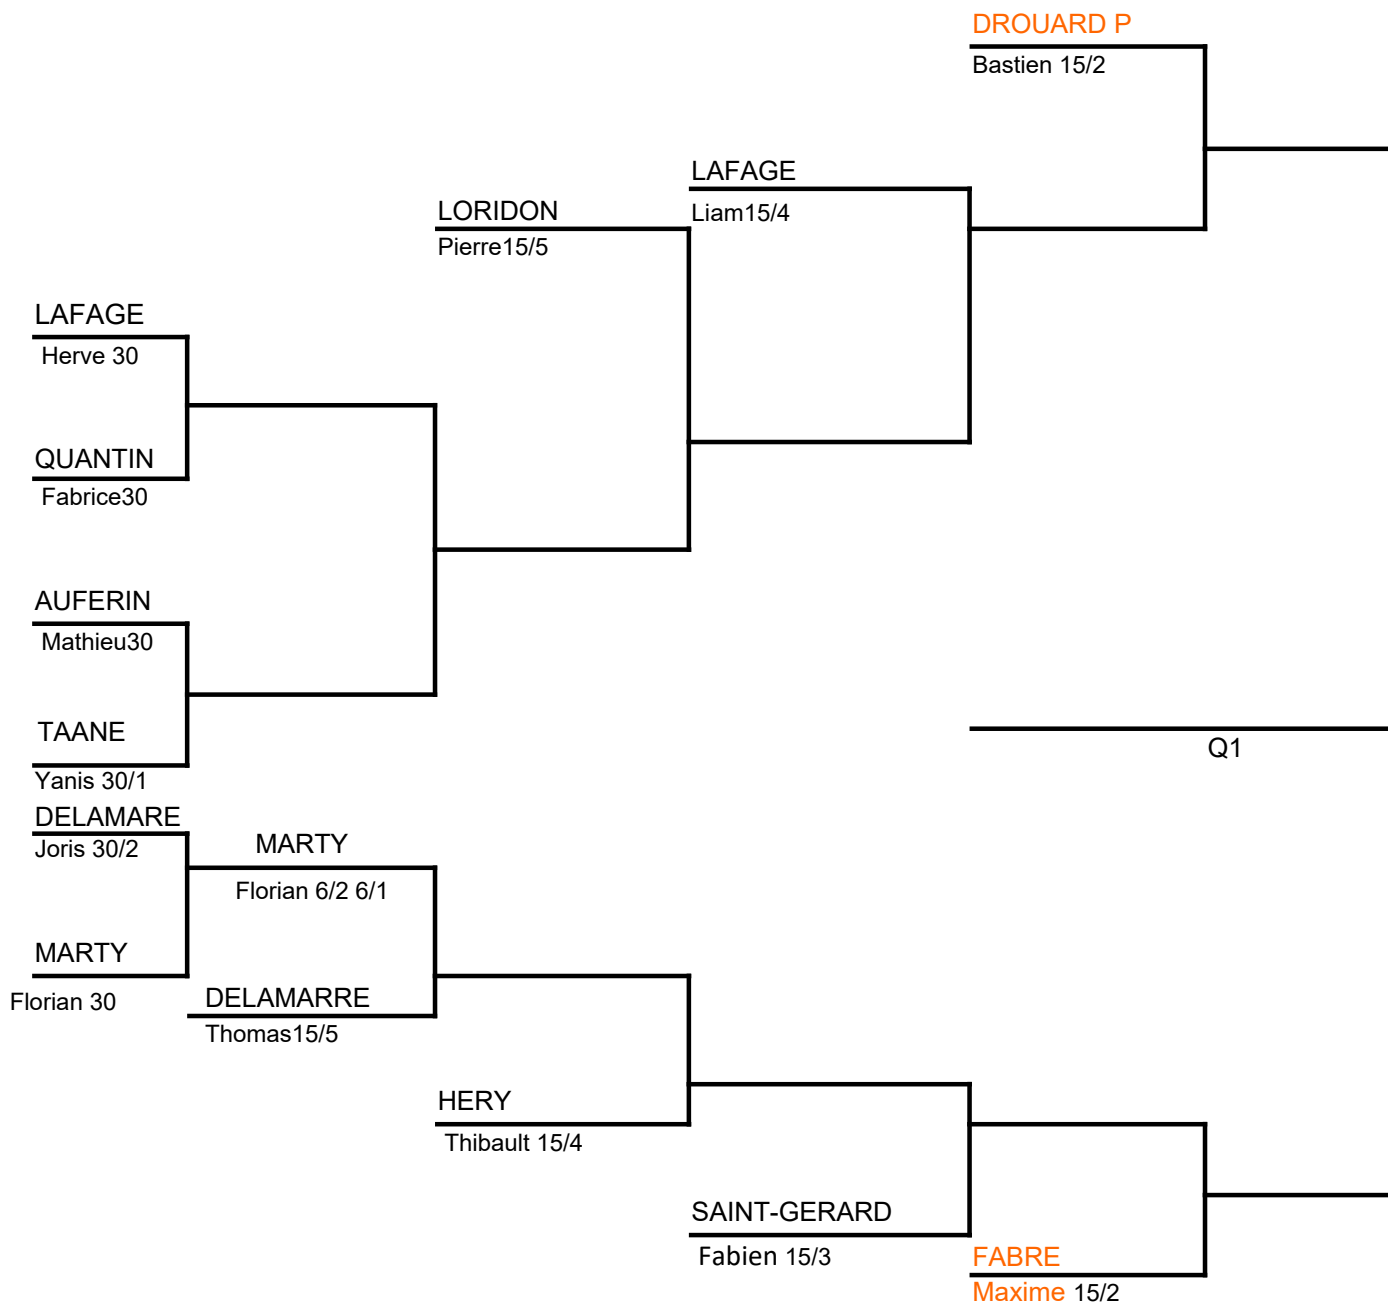 DROUARD P
Bastien 15/2
LAFAGE
Liam15/4
LORIDON
Pierre15/5
LAFAGE
Herve 30
QUANTIN
Fabrice30
AUFERIN
Mathieu30
TAANE
Yanis 30/1
Q1
DELAMARE
Joris 30/2
MARTY
Florian 6/2 6/1
MARTY
Florian 30
DELAMARRE
Thomas15/5
HERY
Thibault 15/4
SAINT-GERARD
Fabien 15/3
FABRE
Maxime 15/2